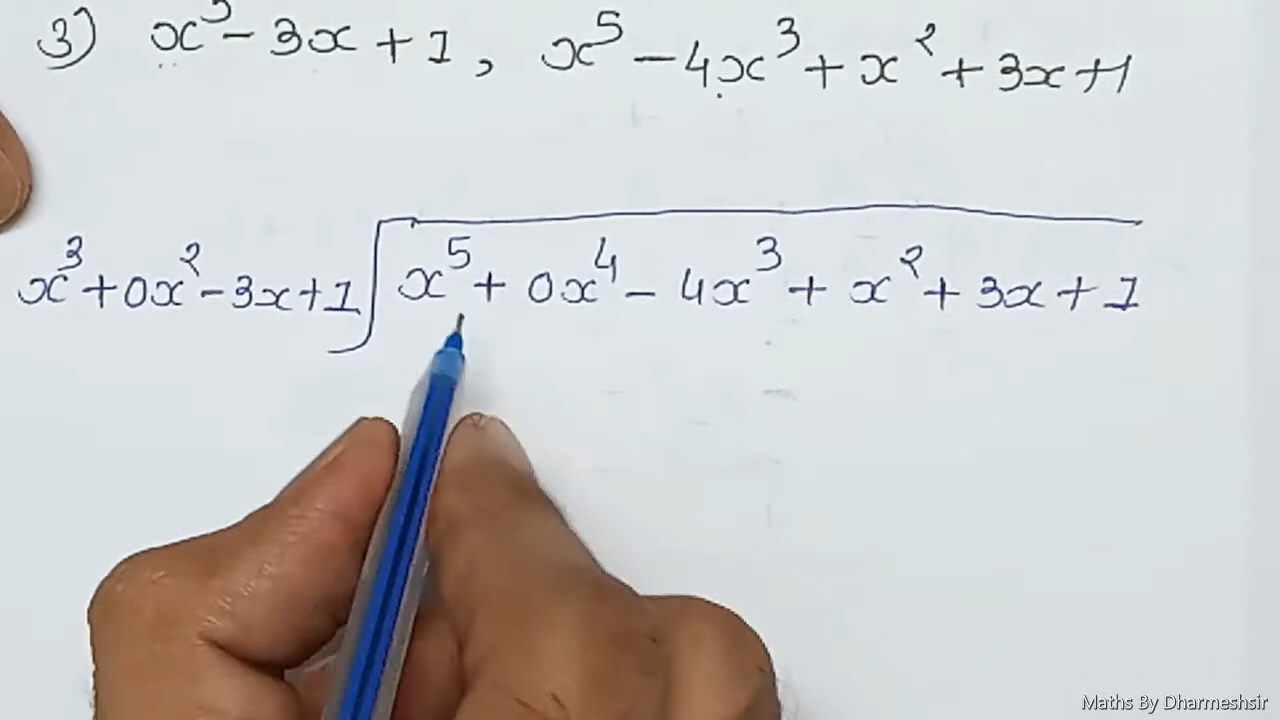 3) x³ - 3x + 1, x⁵ - 4x³ + x² + 3x + 1
x³ + 0x² - 3x + 1 x⁵ + 0x⁴ - 4x³ + x² + 3x + 1
Maths By Dharmeshsir